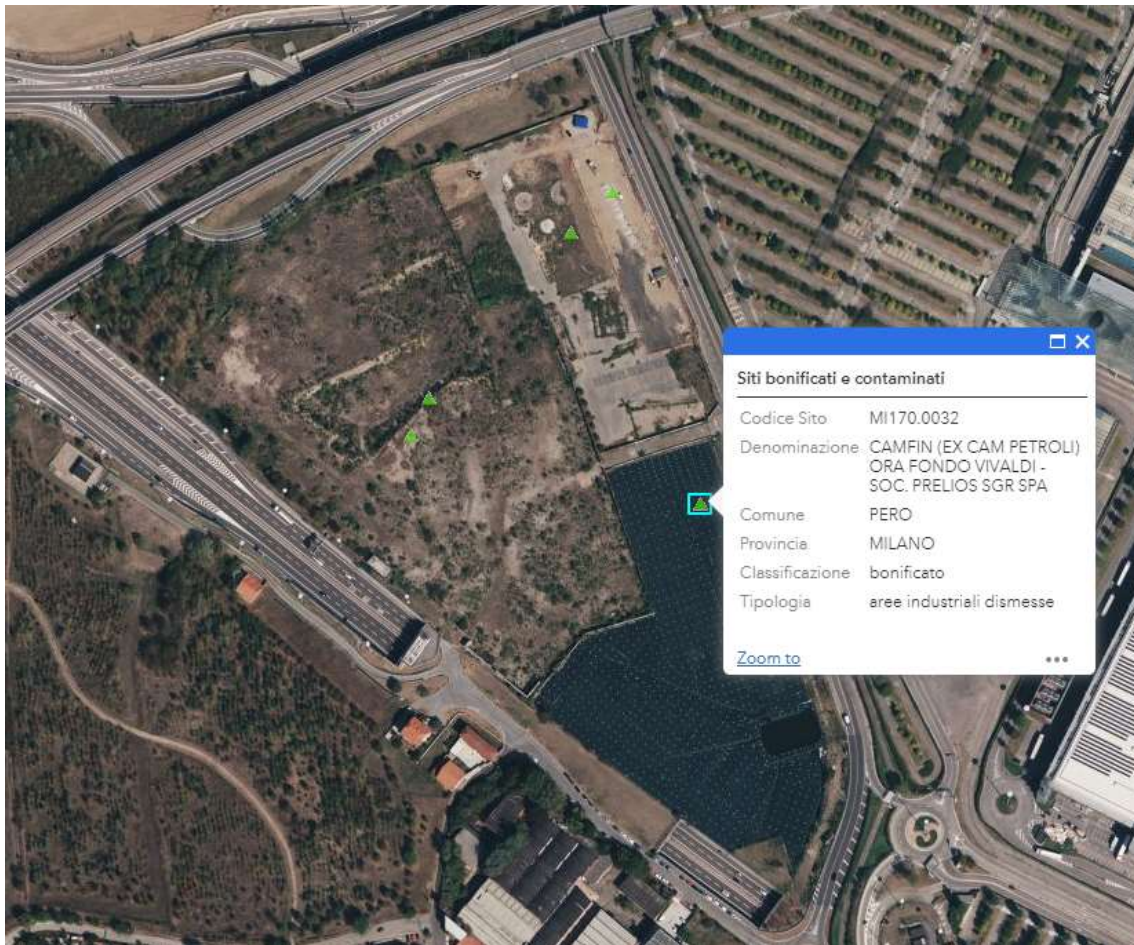 Siti bonificati e contaminati
Codice Sito MI170.0032
Denominazione CAMFIN (EX CAM PETROLI)
ORA FONDO VIVALDI -
SOC. PRELIOS SGR SPA
Comune PERO
Provincia MILANO
Classificazione bonificato
Tipologia aree industriali dismesse
Zoom to